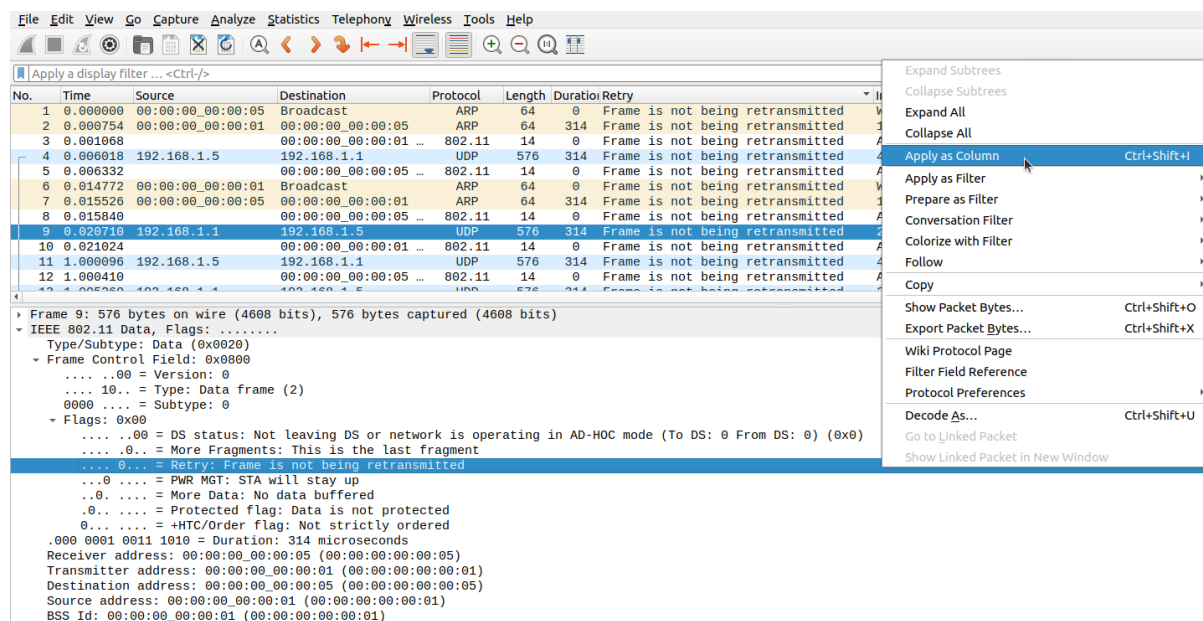 File Edit View Go Capture Analyze Statistics Telephony Wireless Tools Help
Apply a display filter … <Ctrl-/>
No. Time Source Destination Protocol Length Duration Retry
1 0.000000 00:00:00_00:00:05 Broadcast ARP 64 0 Frame is not being retransmitted
2 0.000754 00:00:00_00:00:01 00:00:00_00:00:05 ARP 64 314 Frame is not being retransmitted
3 0.001068 00:00:00_00:00:01 … 802.11 14 0 Frame is not being retransmitted
4 0.006018 192.168.1.5 192.168.1.1 UDP 576 314 Frame is not being retransmitted
5 0.006332 00:00:00_00:00:05 … 802.11 14 0 Frame is not being retransmitted
6 0.014772 00:00:00_00:00:01 Broadcast ARP 64 0 Frame is not being retransmitted
7 0.015526 00:00:00_00:00:05 00:00:00_00:00:01 ARP 64 314 Frame is not being retransmitted
8 0.015840 00:00:00_00:00:05 … 802.11 14 0 Frame is not being retransmitted
9 0.020710 192.168.1.1 192.168.1.5 UDP 576 314 Frame is not being retransmitted
10 0.021024 00:00:00_00:00:01 … 802.11 14 0 Frame is not being retransmitted
11 1.000096 192.168.1.5 192.168.1.1 UDP 576 314 Frame is not being retransmitted
12 1.000410 00:00:00_00:00:05 … 802.11 14 0 Frame is not being retransmitted
Expand Subtrees
Collapse Subtrees
Expand All
Collapse All
Apply as Column Ctrl+Shift+I
Apply as Filter
Prepare as Filter
Conversation Filter
Colorize with Filter
Follow
Copy
Show Packet Bytes… Ctrl+Shift+O
Export Packet Bytes… Ctrl+Shift+X
Wiki Protocol Page
Filter Field Reference
Protocol Preferences
Decode As… Ctrl+Shift+U
Go to Linked Packet
Show Linked Packet in New Window
Frame 9: 576 bytes on wire (4608 bits), 576 bytes captured (4608 bits)
IEEE 802.11 Data, Flags: ........
Type/Subtype: Data (0x0020)
Frame Control Field: 0x0800
.... ..00 = Version: 0
.... 10.. = Type: Data frame (2)
0000 .... = Subtype: 0
Flags: 0x00
.... ..00 = DS status: Not leaving DS or network is operating in AD-HOC mode (To DS: 0 From DS: 0) (0x0)
.... .0.. = More Fragments: This is the last fragment
.... 0... = Retry: Frame is not being retransmitted
...0 .... = PWR MGT: STA will stay up
..0. .... = More Data: No data buffered
.0.. .... = Protected flag: Data is not protected
0... .... = +HTC/Order flag: Not strictly ordered
.000 0001 0011 1010 = Duration: 314 microseconds
Receiver address: 00:00:00_00:00:05 (00:00:00:00:00:05)
Transmitter address: 00:00:00_00:00:01 (00:00:00:00:00:01)
Destination address: 00:00:00_00:00:05 (00:00:00:00:00:05)
Source address: 00:00:00_00:00:01 (00:00:00:00:00:01)
BSS Id: 00:00:00_00:00:01 (00:00:00:00:00:01)